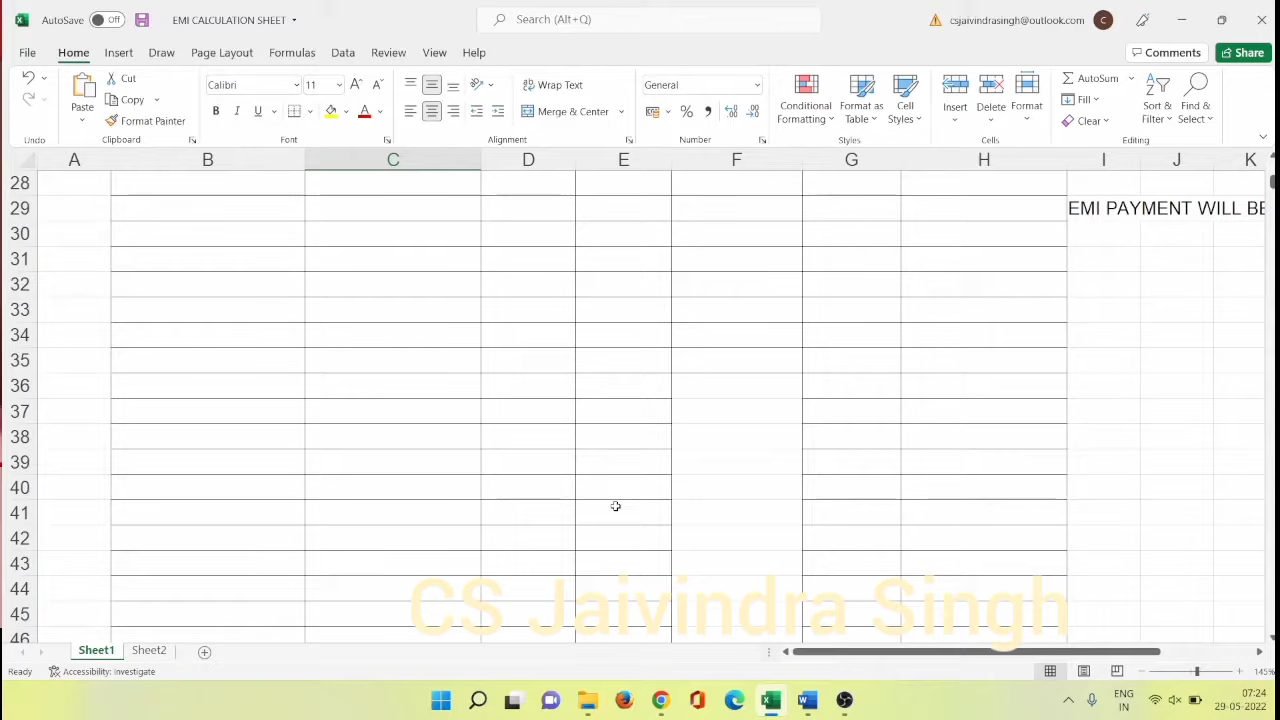 AutoSave Off EMI CALCULATION SHEET Search (Alt+Q) csjaivindrasingh@outlook.com C
File Home Insert Draw Page Layout Formulas Data Review View Help Comments Share
Paste Cut Copy Format Painter
Calibri 11 B I U A
Wrap Text Merge & Center
General % ,
Conditional Formatting Format as Table Cell Styles
Insert Delete Format
AutoSum Fill Clear Sort & Filter Find & Select
Undo Clipboard Font Alignment Number Styles Cells Editing
A B C D E F G H I J K
28
29 EMI PAYMENT WILL BE
30
31
32
33
34
35
36
37
38
39
40
41
42
43
44
45
46
CS Jaivindra Singh
Sheet1 Sheet2
Ready Accessibility: Investigate 145%
ENG IN 07:24 29-05-2022